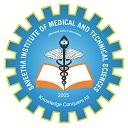 SAVEETHA INSTITUTE OF MEDICAL AND TECHNICAL SCIENCES
2005
Knowledge Conquers All